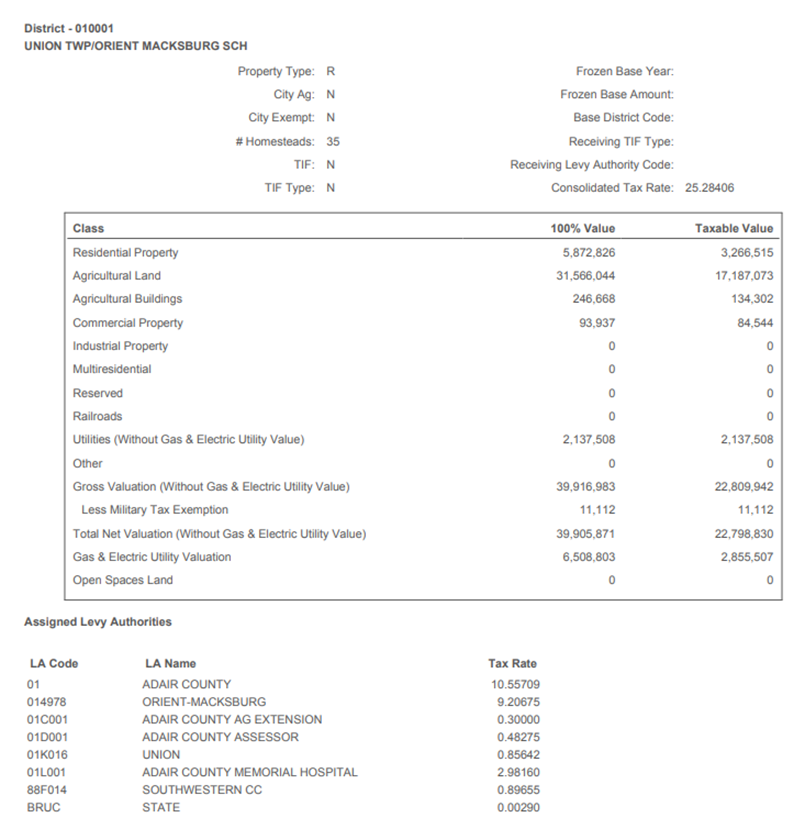 District - 010001
UNION TWP/ORIENT MACKSBURG SCH
Property Type: R Frozen Base Year:
City Ag: N Frozen Base Amount:
City Exempt: N Base District Code:
# Homesteads: 35 Receiving TIF Type:
TIF: N Receiving Levy Authority Code:
TIF Type: N Consolidated Tax Rate: 25.28406
Class 100% Value Taxable Value
Residential Property 5,872,826 3,266,515
Agricultural Land 31,566,044 17,187,073
Agricultural Buildings 246,668 134,302
Commercial Property 93,937 84,544
Industrial Property 0 0
Multiresidential 0 0
Reserved 0 0
Railroads 0 0
Utilities (Without Gas & Electric Utility Value) 2,137,508 2,137,508
Other 0 0
Gross Valuation (Without Gas & Electric Utility Value) 39,916,983 22,809,942
Less Military Tax Exemption 11,112 11,112
Total Net Valuation (Without Gas & Electric Utility Value) 39,905,871 22,798,830
Gas & Electric Utility Valuation 6,508,803 2,855,507
Open Spaces Land 0 0
Assigned Levy Authorities
LA Code LA Name Tax Rate
01 ADAIR COUNTY 10.55709
014978 ORIENT-MACKSBURG 9.20675
01C001 ADAIR COUNTY AG EXTENSION 0.30000
01D001 ADAIR COUNTY ASSESSOR 0.48275
01K016 UNION 0.85642
01L001 ADAIR COUNTY MEMORIAL HOSPITAL 2.98160
88F014 SOUTHWESTERN CC 0.89655
BRUC STATE 0.00290